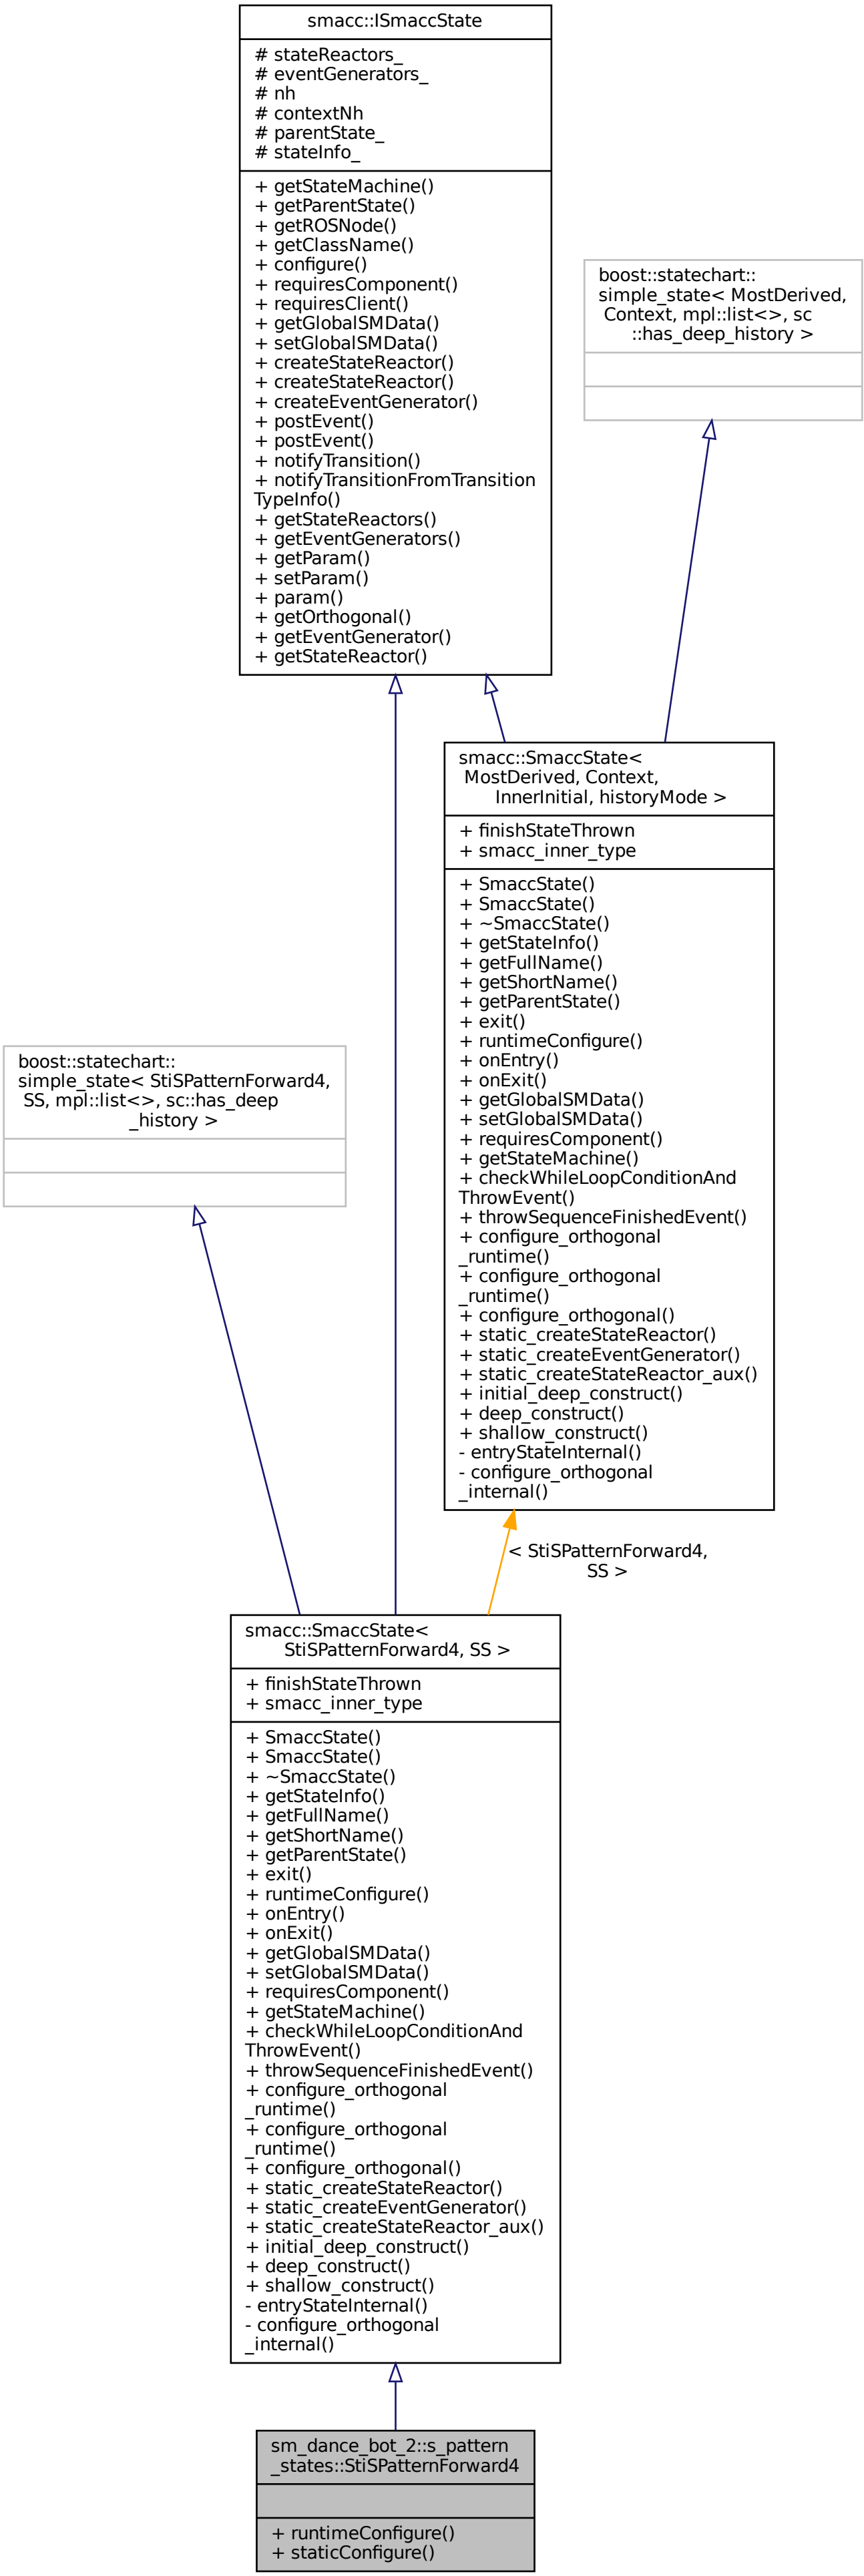 smacc::ISmaccState
# stateReactors_
# eventGenerators_
# nh
# contextNh
# parentState_
# stateInfo_
+ getStateMachine()
+ getParentState()
+ getROSNode()
+ getClassName()
+ configure()
+ requiresComponent()
+ requiresClient()
+ getGlobalSMData()
+ setGlobalSMData()
+ createStateReactor()
+ createStateReactor()
+ createEventGenerator()
+ postEvent()
+ postEvent()
+ notifyTransition()
+ notifyTransitionFromTransition
TypeInfo()
+ getStateReactors()
+ getEventGenerators()
+ getParam()
+ setParam()
+ param()
+ getOrthogonal()
+ getEventGenerator()
+ getStateReactor()
boost::statechart::
simple_state< MostDerived,
Context, mpl::list<>, sc
::has_deep_history >
smacc::SmaccState<
MostDerived, Context,
InnerInitial, historyMode >
+ finishStateThrown
+ smacc_inner_type
+ SmaccState()
+ SmaccState()
+ ~SmaccState()
+ getStateInfo()
+ getFullName()
+ getShortName()
+ getParentState()
+ exit()
+ runtimeConfigure()
+ onEntry()
+ onExit()
+ getGlobalSMData()
+ setGlobalSMData()
+ requiresComponent()
+ getStateMachine()
+ checkWhileLoopConditionAnd
ThrowEvent()
+ throwSequenceFinishedEvent()
+ configure_orthogonal
_runtime()
+ configure_orthogonal
_runtime()
+ configure_orthogonal()
+ static_createStateReactor()
+ static_createEventGenerator()
+ static_createStateReactor_aux()
+ initial_deep_construct()
+ deep_construct()
+ shallow_construct()
- entryStateInternal()
- configure_orthogonal
_internal()
boost::statechart::
simple_state< StiSPatternForward4,
SS, mpl::list<>, sc::has_deep
_history >
< StiSPatternForward4,
SS >
smacc::SmaccState<
StiSPatternForward4, SS >
+ finishStateThrown
+ smacc_inner_type
+ SmaccState()
+ SmaccState()
+ ~SmaccState()
+ getStateInfo()
+ getFullName()
+ getShortName()
+ getParentState()
+ exit()
+ runtimeConfigure()
+ onEntry()
+ onExit()
+ getGlobalSMData()
+ setGlobalSMData()
+ requiresComponent()
+ getStateMachine()
+ checkWhileLoopConditionAnd
ThrowEvent()
+ throwSequenceFinishedEvent()
+ configure_orthogonal
_runtime()
+ configure_orthogonal
_runtime()
+ configure_orthogonal()
+ static_createStateReactor()
+ static_createEventGenerator()
+ static_createStateReactor_aux()
+ initial_deep_construct()
+ deep_construct()
+ shallow_construct()
- entryStateInternal()
- configure_orthogonal
_internal()
sm_dance_bot_2::s_pattern
_states::StiSPatternForward4
+ runtimeConfigure()
+ staticConfigure()